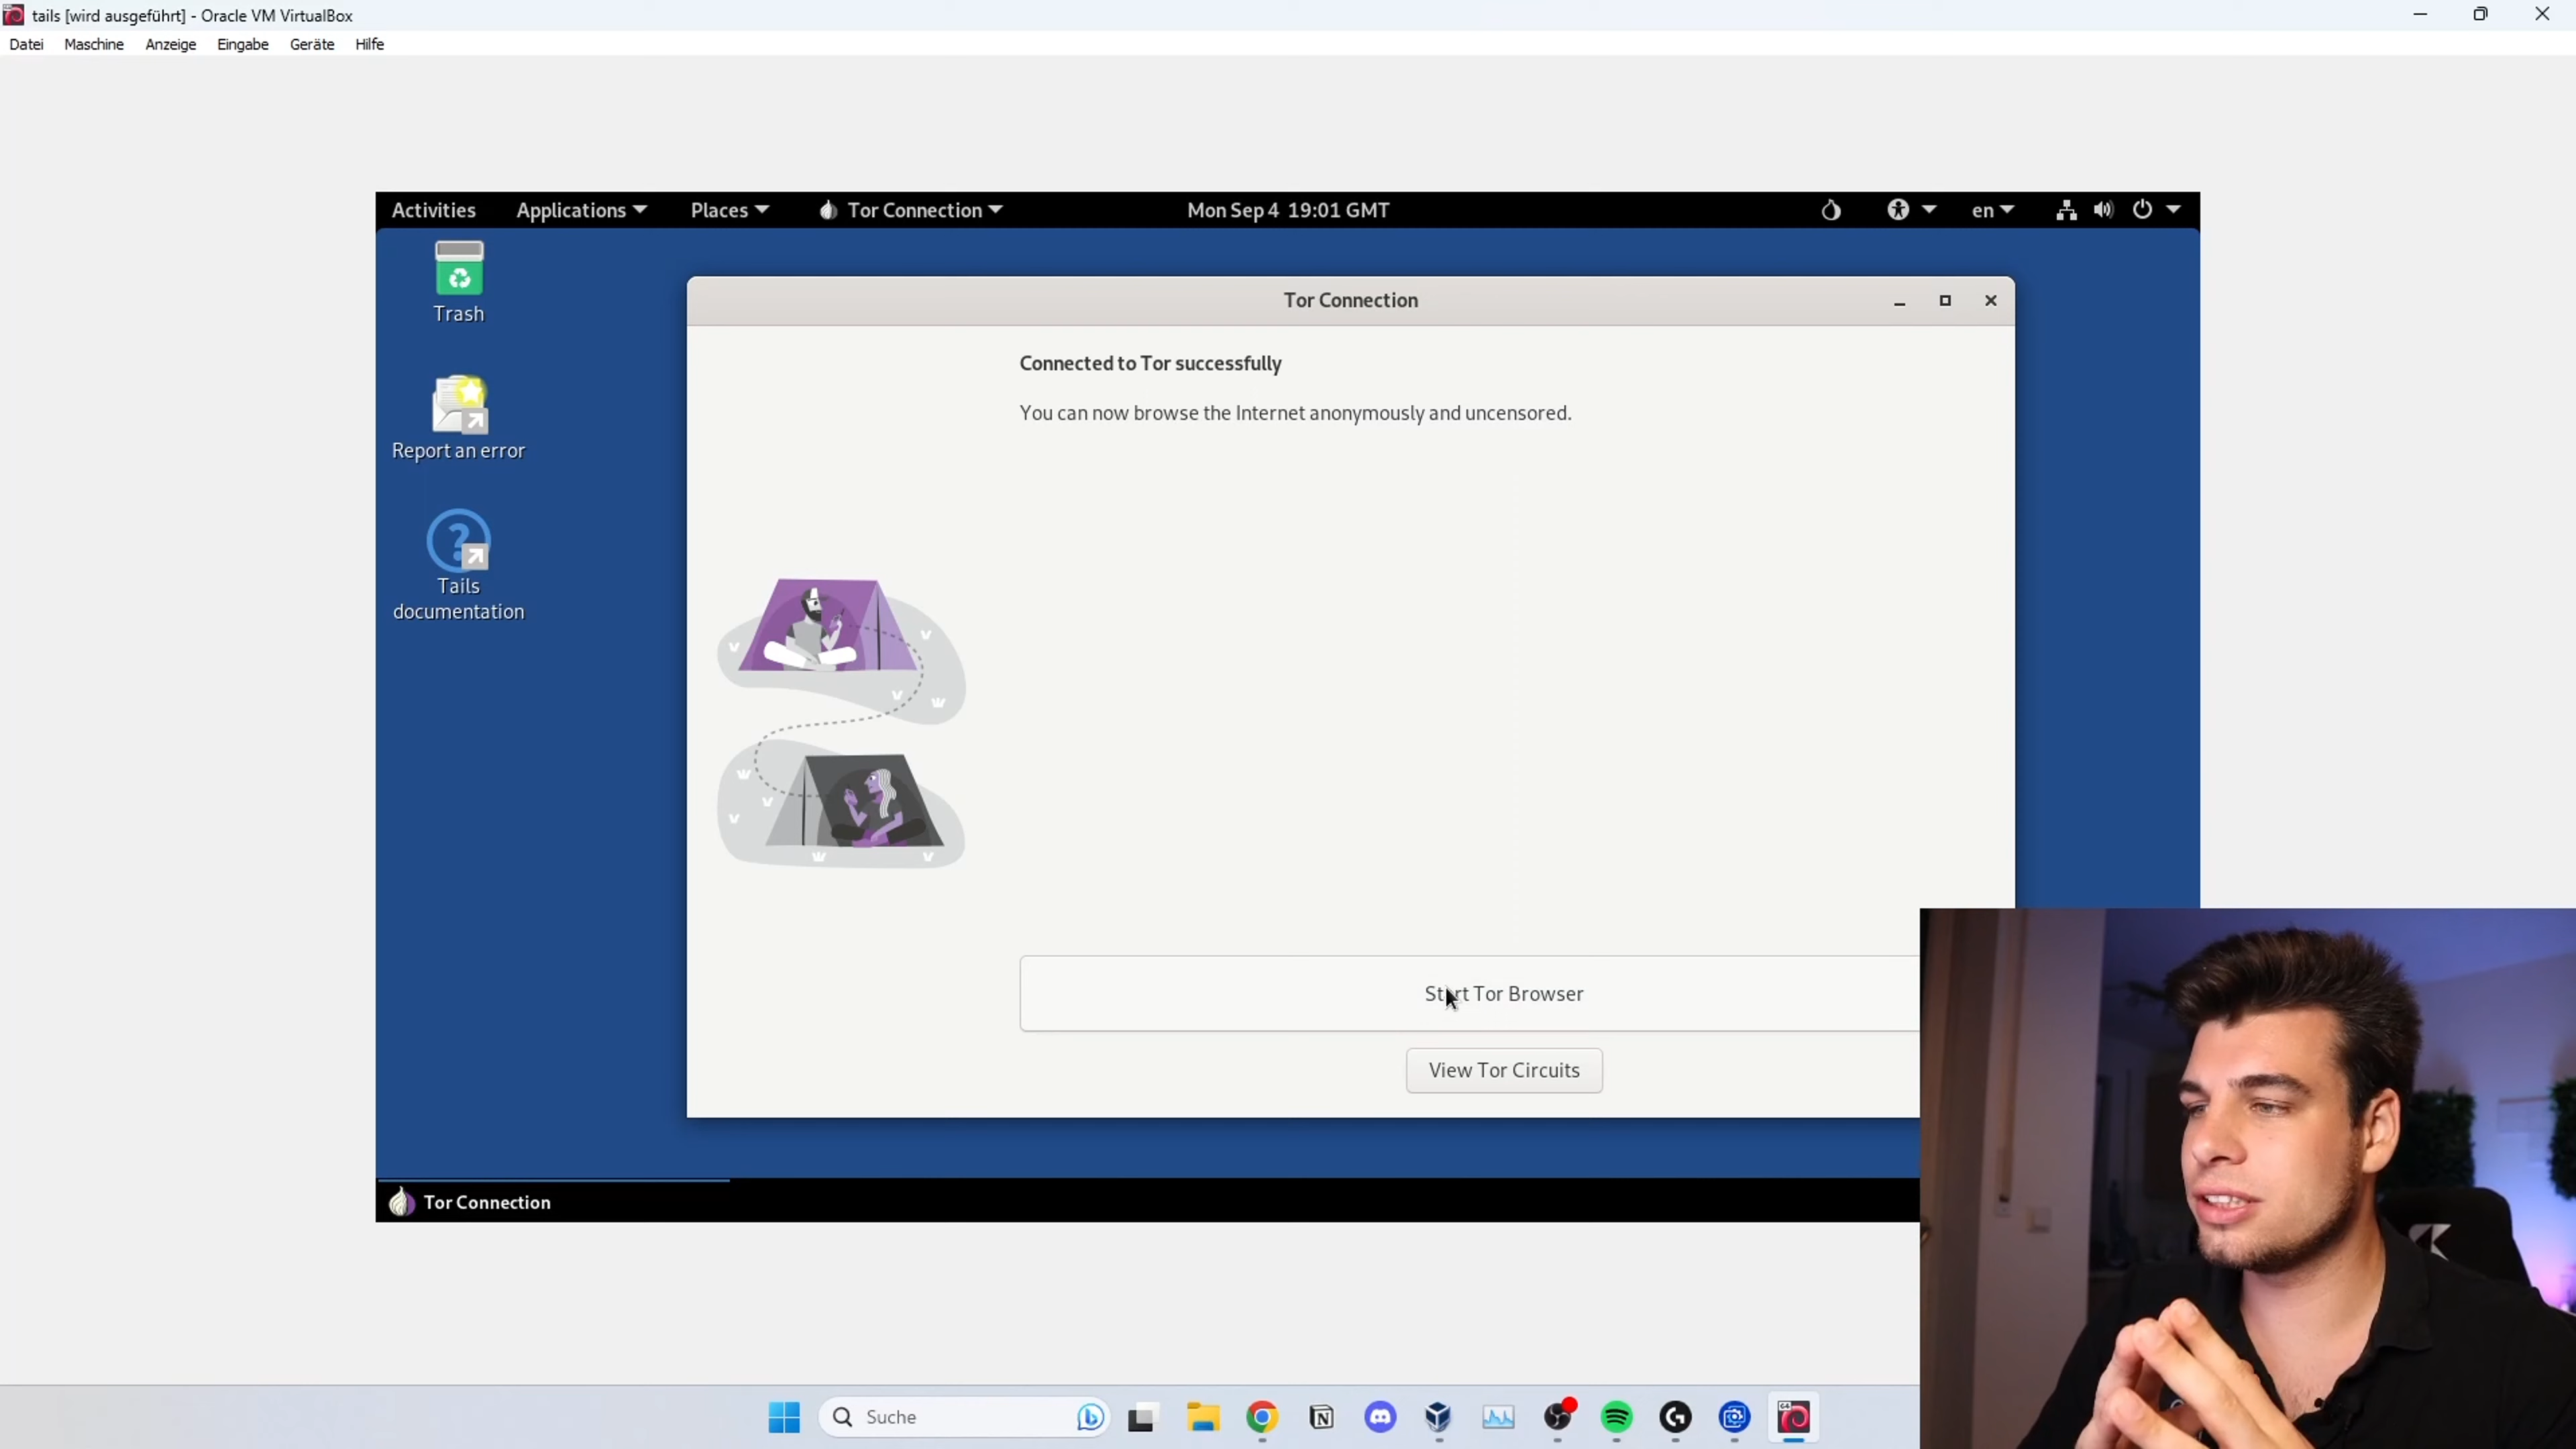 tails [wird ausgeführt] - Oracle VM VirtualBox
Datei Maschine Anzeige Eingabe Geräte Hilfe
Activities Applications Places Tor Connection Mon Sep 4 19:01 GMT en
Trash
Report an error
Tails
documentation
Tor Connection
Connected to Tor successfully
You can now browse the Internet anonymously and uncensored.
Start Tor Browser
View Tor Circuits
Tor Connection
Suche